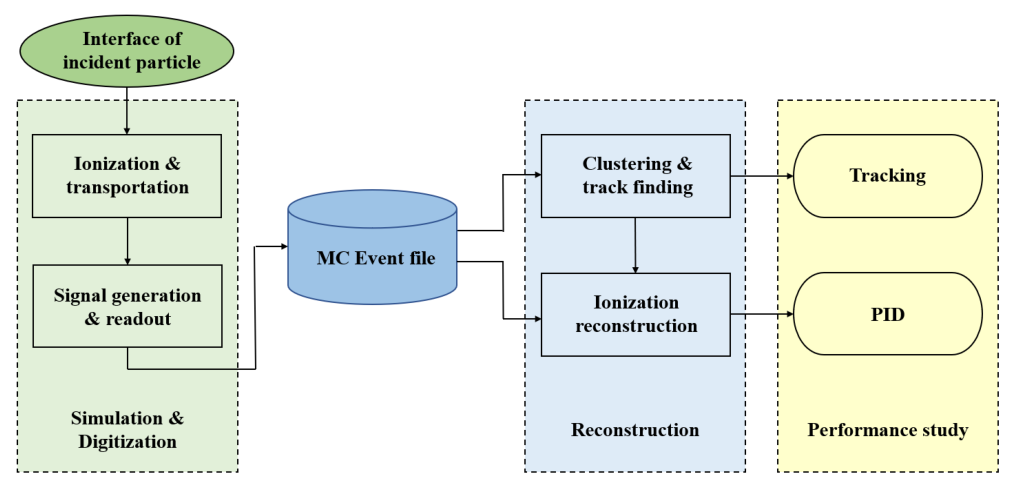 Interface of
incident particle
Ionization &
transportation
Signal generation
& readout
Simulation &
Digitization
MC Event file
Clustering &
track finding
Ionization
reconstruction
Reconstruction
Tracking
PID
Performance study